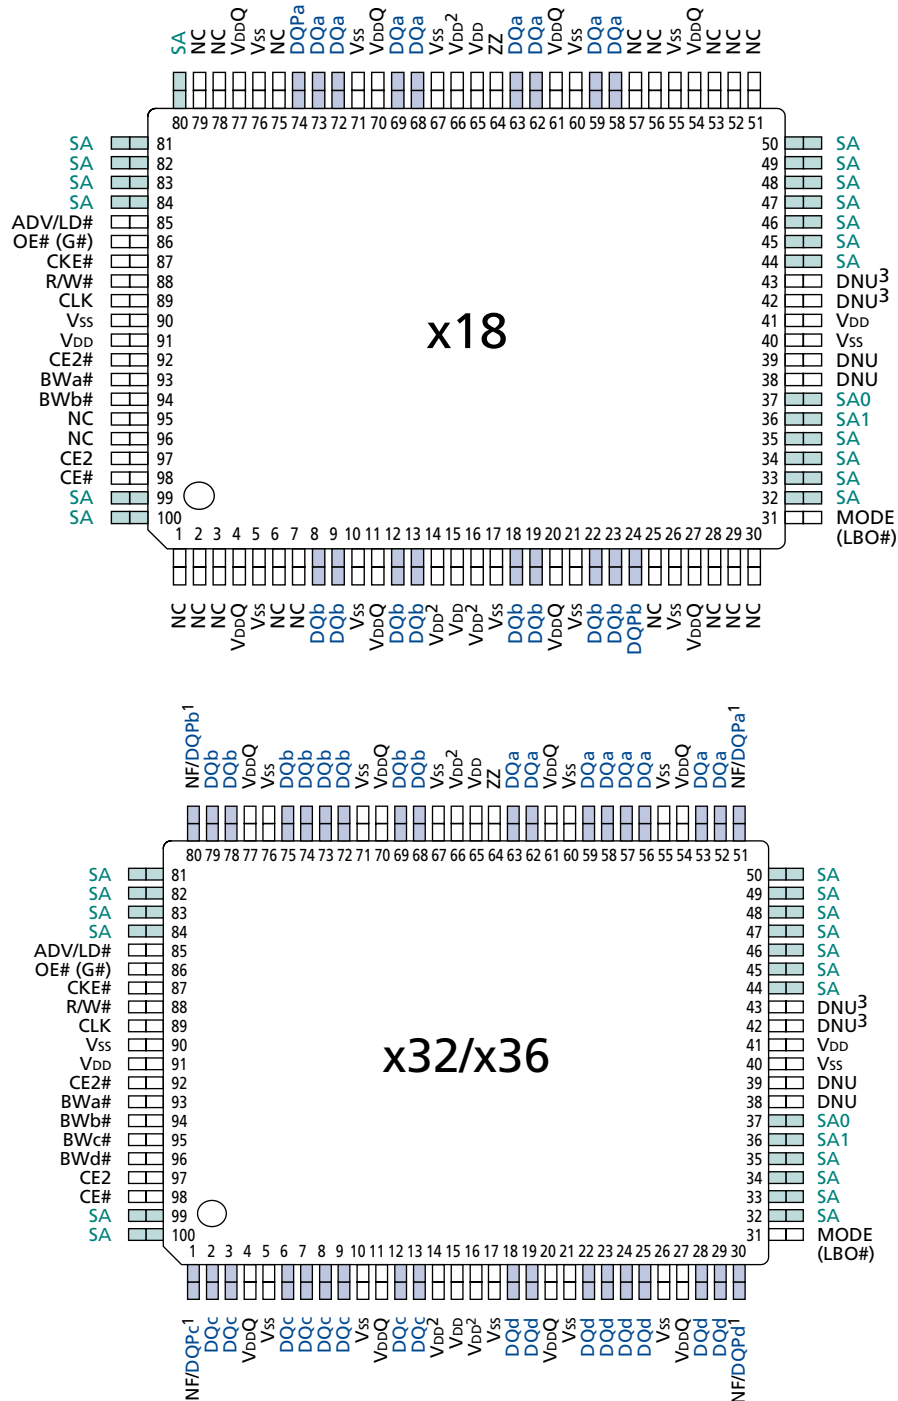 SA NC NC VDDQ VSS NC DQPa DQa DQa VSS VDDQ DQa DQa VSS VDD2 VDD ZZ DQa DQa VDDQ VSS DQa DQa NC NC VSS VDDQ NC NC NC
80 79 78 77 76 75 74 73 72 71 70 69 68 67 66 65 64 63 62 61 60 59 58 57 56 55 54 53 52 51
SA 81 50 SA
SA 82 49 SA
SA 83 48 SA
SA 84 47 SA
ADV/LD# 85 46 SA
OE# (G#) 86 45 SA
CKE# 87 44 SA
R/W# 88 43 DNU3
CLK 89 42 DNU3
VSS 90 41 VDD
x18
VDD 91 40 VSS
CE2# 92 39 DNU
BWa# 93 38 DNU
BWb# 94 37 SA0
NC 95 36 SA1
NC 96 35 SA
CE2 97 34 SA
CE# 98 33 SA
SA 99 32 SA
SA 100 31 MODE
(LBO#)
1 2 3 4 5 6 7 8 9 10 11 12 13 14 15 16 17 18 19 20 21 22 23 24 25 26 27 28 29 30
NC NC NC VDDQ VSS NC NC DQb DQb VSS VDDQ DQb DQb VDD2 VDD VDD2 VSS DQb DQb VDDQ VSS DQb DQb DQPb NC VSS VDDQ NC NC NC
NF/DQPb1 DQb DQb VDDQ VSS DQb DQb DQb DQb VSS VDDQ DQb DQb VSS VDD2 VDD ZZ DQa DQa VDDQ VSS DQa DQa DQa DQa VSS VDDQ DQa DQa NF/DQPa1
80 79 78 77 76 75 74 73 72 71 70 69 68 67 66 65 64 63 62 61 60 59 58 57 56 55 54 53 52 51
SA 81 50 SA
SA 82 49 SA
SA 83 48 SA
SA 84 47 SA
ADV/LD# 85 46 SA
OE# (G#) 86 45 SA
CKE# 87 44 SA
R/W# 88 43 DNU3
CLK 89 42 DNU3
VSS 90 41 VDD
x32/x36
VDD 91 40 VSS
CE2# 92 39 DNU
BWa# 93 38 DNU
BWb# 94 37 SA0
BWc# 95 36 SA1
BWd# 96 35 SA
CE2 97 34 SA
CE# 98 33 SA
SA 99 32 SA
SA 100 31 MODE
(LBO#)
1 2 3 4 5 6 7 8 9 10 11 12 13 14 15 16 17 18 19 20 21 22 23 24 25 26 27 28 29 30
NF/DQPc1 DQc DQc VDDQ VSS DQc DQc DQc DQc VSS VDDQ DQc DQc VDD2 VDD VDD2 VSS DQd DQd VDDQ VSS DQd DQd DQd DQd VSS VDDQ DQd DQd NF/DQPd1